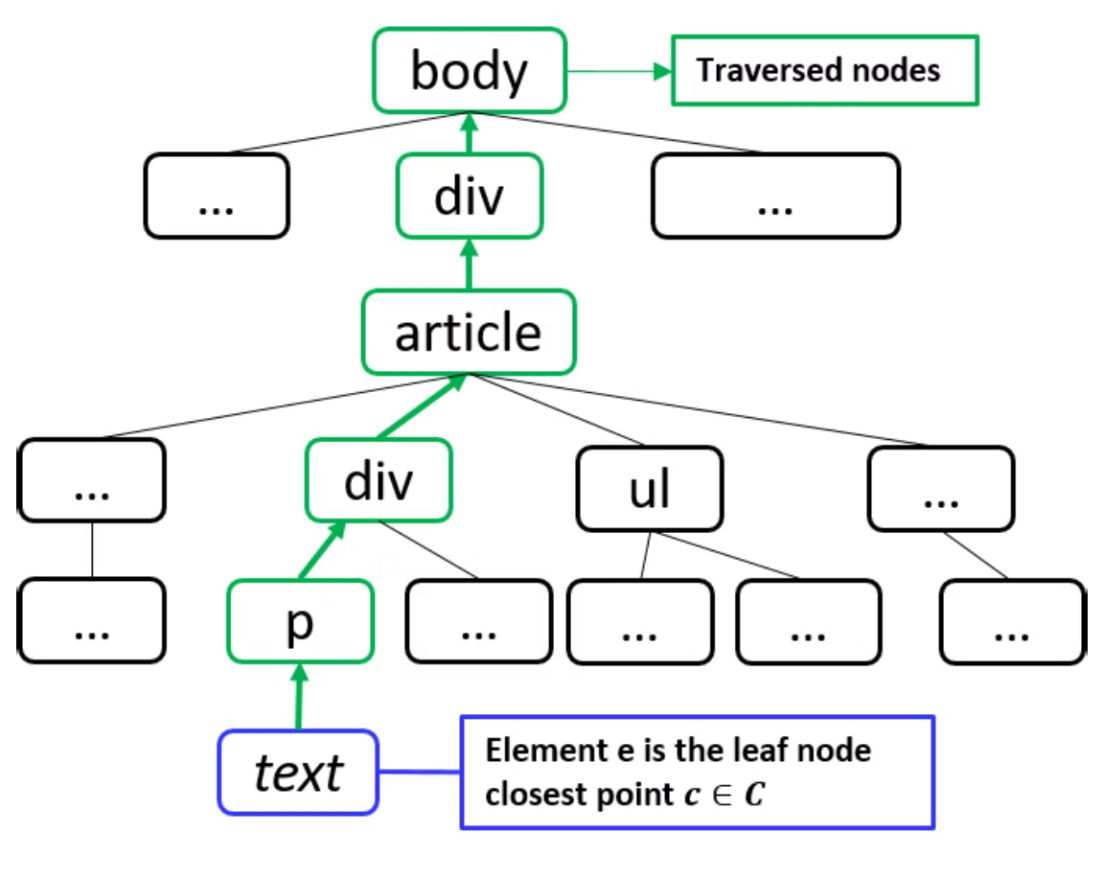 body
Traversed nodes
...
div
...
article
...
div
ul
...
...
p
...
...
...
...
text
Element e is the leaf node
closest point c ∈ C